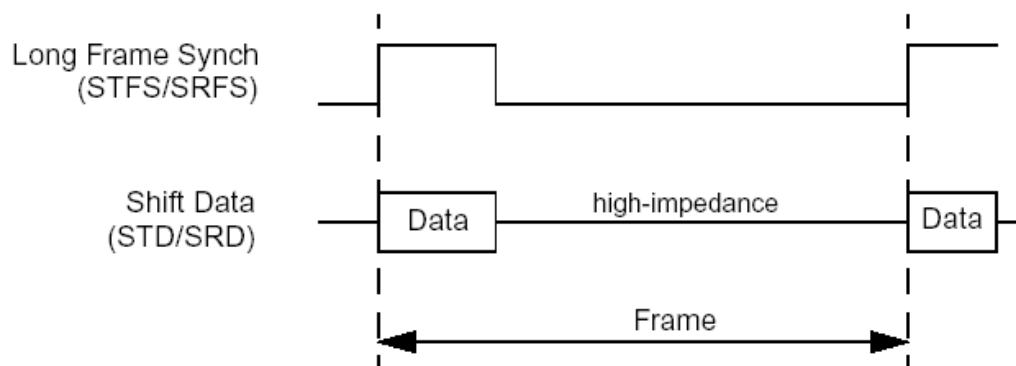 Long Frame Synch
(STFS/SRFS)
Shift Data
(STD/SRD)
Data
high-impedance
Data
Frame